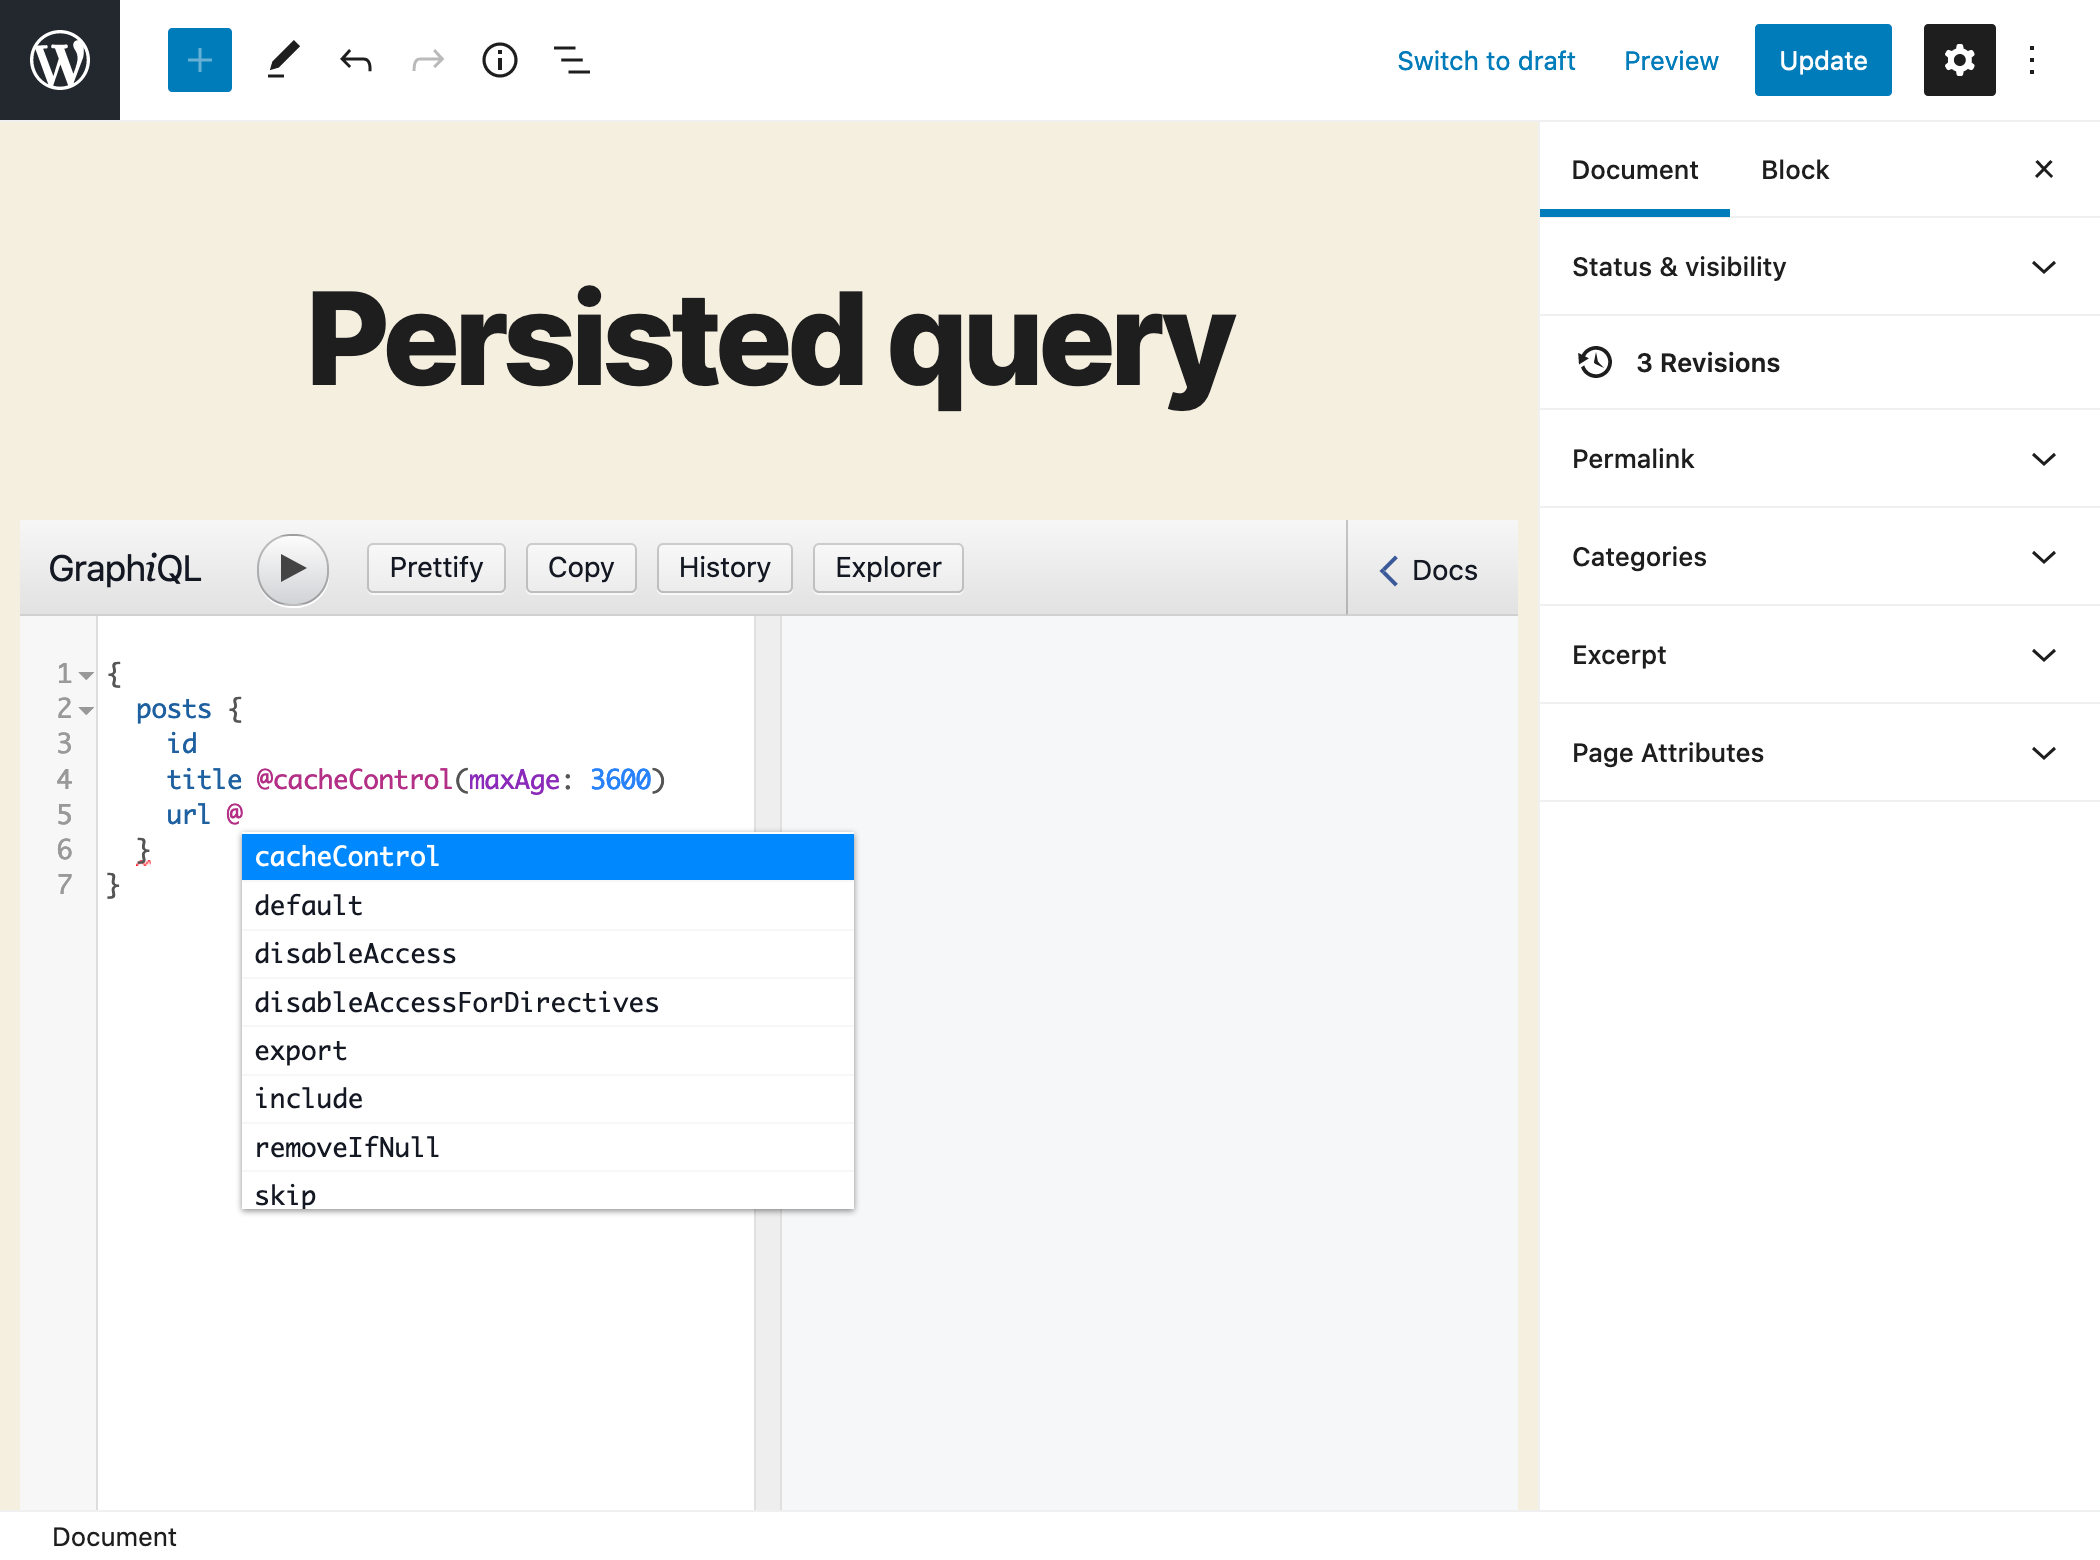 Switch to draft Preview Update
Document Block
Persisted query
Status & visibility
3 Revisions
Permalink
Categories
Excerpt
Page Attributes
GraphiQL Prettify Copy History Explorer Docs
1 {
2 posts {
3 id
4 title @cacheControl(maxAge: 3600)
5 url @
6 }
7 }
cacheControl
default
disableAccess
disableAccessForDirectives
export
include
removeIfNull
skip
Document